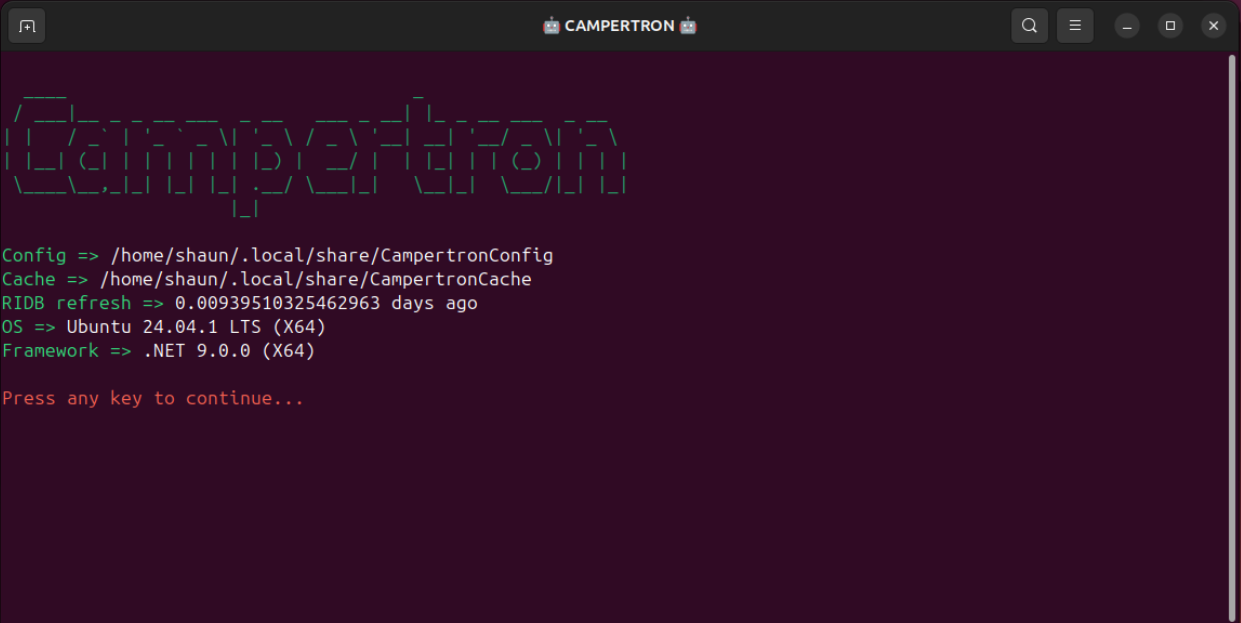 🤖 CAMPERTRON 🤖
Campertron
Config => /home/shaun/.local/share/CampertronConfig
Cache => /home/shaun/.local/share/CampertronCache
RIDB refresh => 0.00939510325462963 days ago
OS => Ubuntu 24.04.1 LTS (X64)
Framework => .NET 9.0.0 (X64)
Press any key to continue...